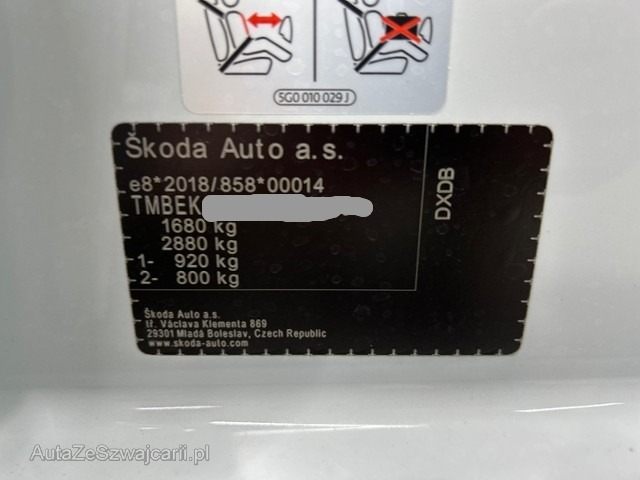 5G0 010 029 J
Škoda Auto a.s.
e8*2018/858*00014
TMBEK
1680 kg
2880 kg
1- 920 kg
2- 800 kg
DXDB
Škoda Auto a.s.
tř. Václava Klementa 869
29301 Mladá Boleslav, Czech Republic
www.skoda-auto.com
AutaZeSzwajcarii.pl